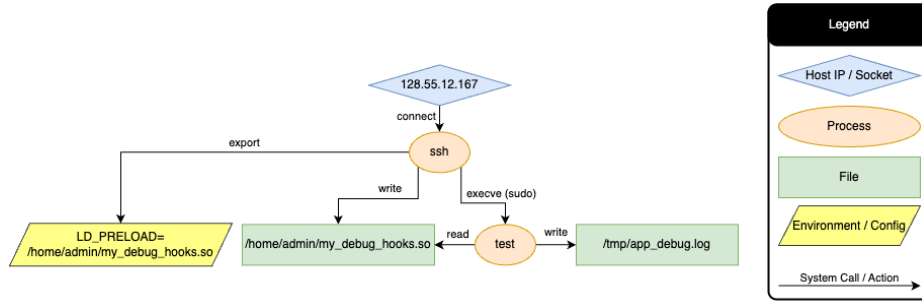 Legend
128.55.12.167
Host IP / Socket
connect
Process
export
ssh
File
write
execve (sudo)
LD_PRELOAD=
/home/admin/my_debug_hooks.so
/home/admin/my_debug_hooks.so
read
test
write
/tmp/app_debug.log
Environment / Config
System Call / Action